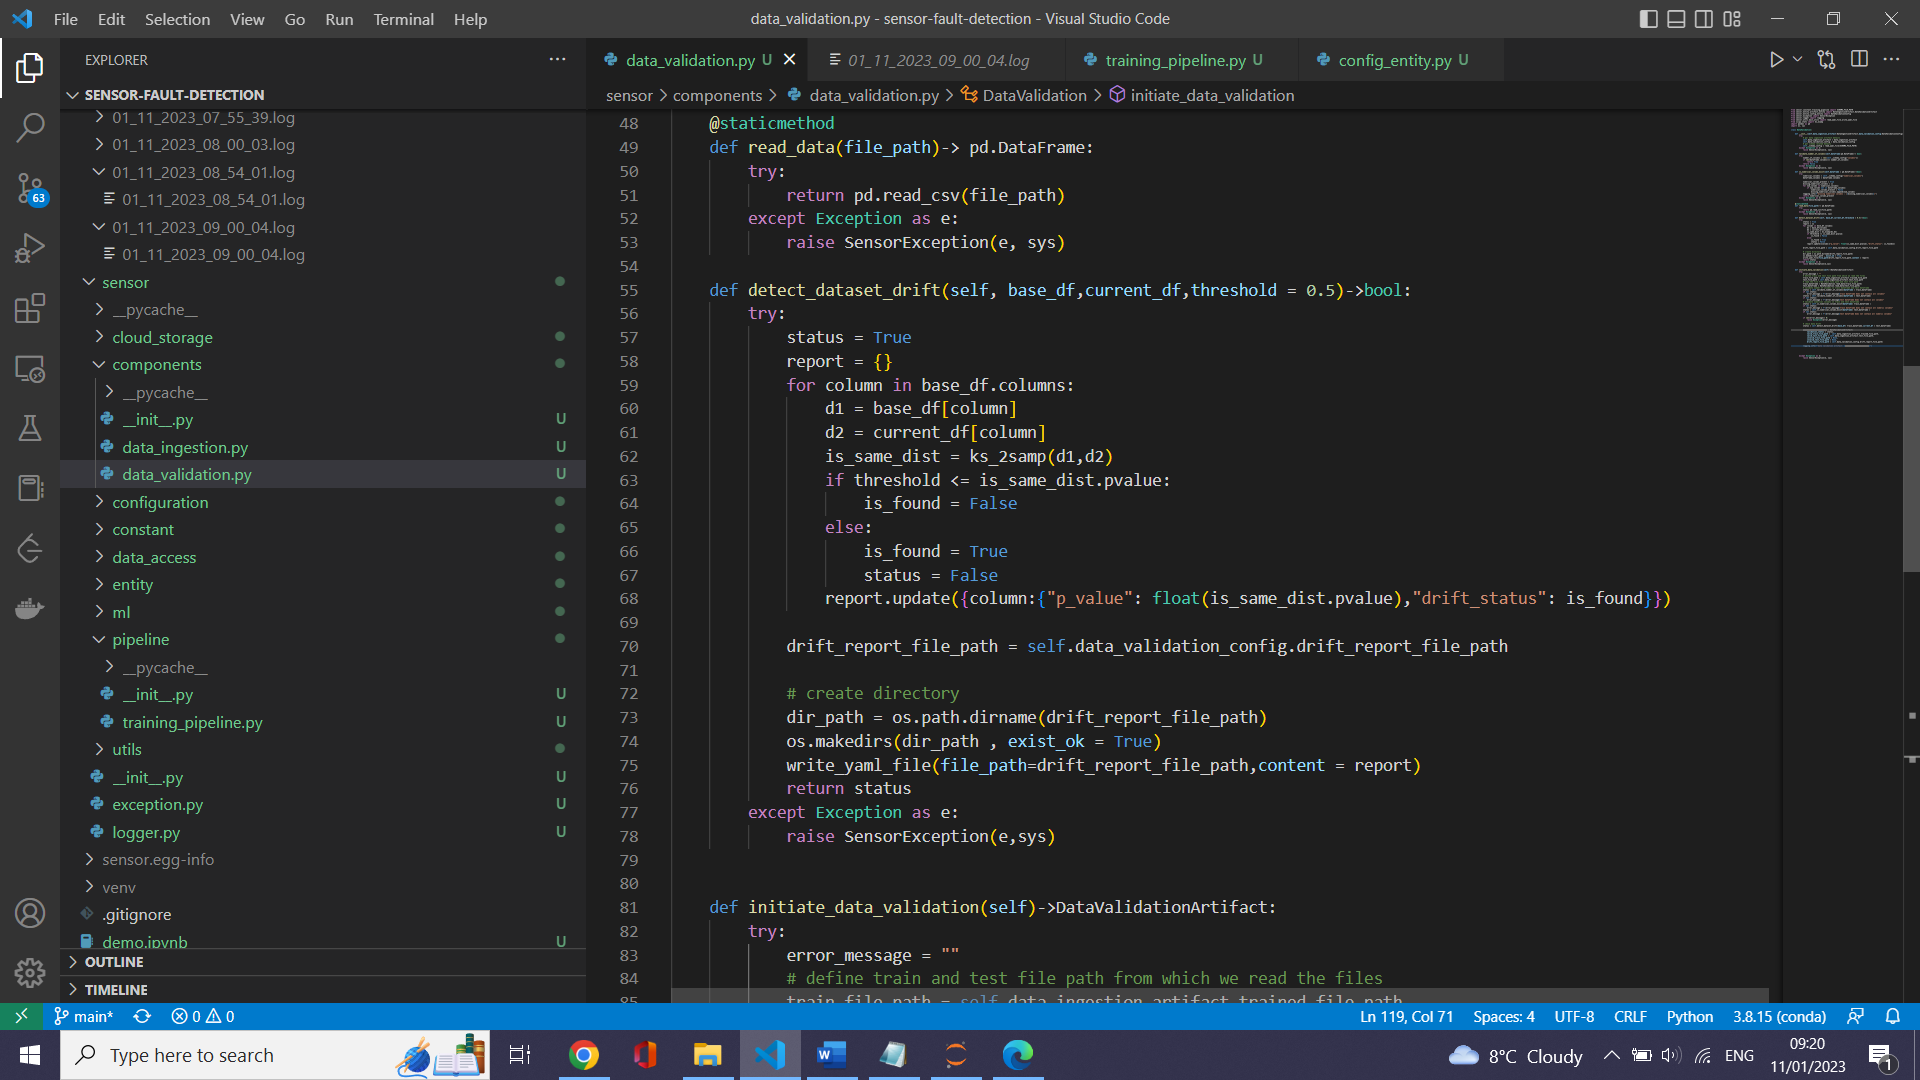 File Edit Selection View Go Run Terminal Help
data_validation.py - sensor-fault-detection - Visual Studio Code
EXPLORER
SENSOR-FAULT-DETECTION
01_11_2023_07_55_39.log
01_11_2023_08_00_03.log
01_11_2023_08_54_01.log
01_11_2023_08_54_01.log
01_11_2023_09_00_04.log
01_11_2023_09_00_04.log
sensor
__pycache__
cloud_storage
components
__pycache__
__init__.py U
data_ingestion.py U
data_validation.py U
configuration
constant
data_access
entity
ml
pipeline
__pycache__
__init__.py U
training_pipeline.py U
utils
__init__.py U
exception.py U
logger.py U
sensor.egg-info
venv
.gitignore
demo.ipynb U
OUTLINE
TIMELINE
63
data_validation.py U
01_11_2023_09_00_04.log
training_pipeline.py U
config_entity.py U
sensor > components > data_validation.py > DataValidation > initiate_data_validation
48 @staticmethod
49 def read_data(file_path)-> pd.DataFrame:
50 try:
51 return pd.read_csv(file_path)
52 except Exception as e:
53 raise SensorException(e, sys)
54
55 def detect_dataset_drift(self, base_df,current_df,threshold = 0.5)->bool:
56 try:
57 status = True
58 report = {}
59 for column in base_df.columns:
60 d1 = base_df[column]
61 d2 = current_df[column]
62 is_same_dist = ks_2samp(d1,d2)
63 if threshold <= is_same_dist.pvalue:
64 is_found = False
65 else:
66 is_found = True
67 status = False
68 report.update({column:{"p_value": float(is_same_dist.pvalue),"drift_status": is_found}})
69
70 drift_report_file_path = self.data_validation_config.drift_report_file_path
71
72 # create directory
73 dir_path = os.path.dirname(drift_report_file_path)
74 os.makedirs(dir_path , exist_ok = True)
75 write_yaml_file(file_path=drift_report_file_path,content = report)
76 return status
77 except Exception as e:
78 raise SensorException(e,sys)
79
80
81 def initiate_data_validation(self)->DataValidationArtifact:
82 try:
83 error_message = ""
84 # define train and test file path from which we read the files
85 train_file_path = self.data_ingestion_artifact.trained_file_path
main* 0 0
Ln 119, Col 71 Spaces: 4 UTF-8 CRLF Python 3.8.15 (conda)
Type here to search
8°C Cloudy
ENG
09:20
11/01/2023
1